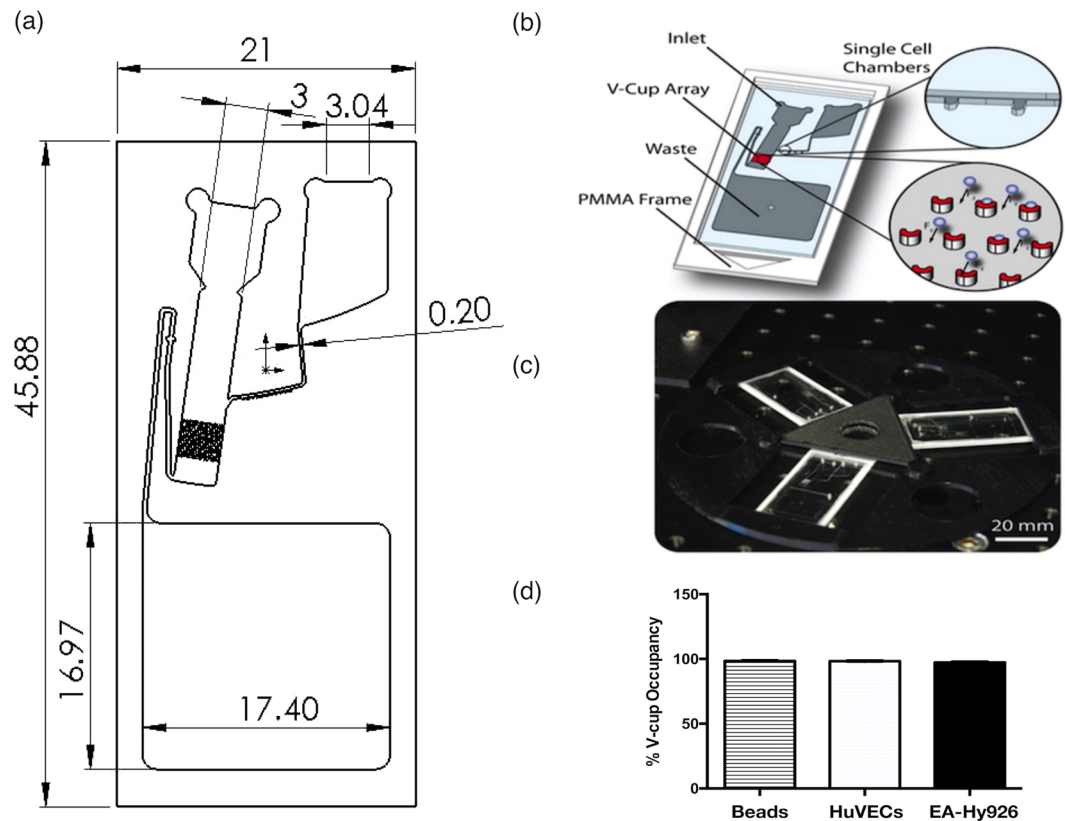 (a)
21
3
3.04
0.20
45.88
16.97
17.40
(b)
Inlet
Single Cell
Chambers
V-Cup Array
Waste
PMMA Frame
(c)
20 mm
(d)
% V-cup Occupancy
150
100
50
0
Beads
HuVECs
EA-Hy926